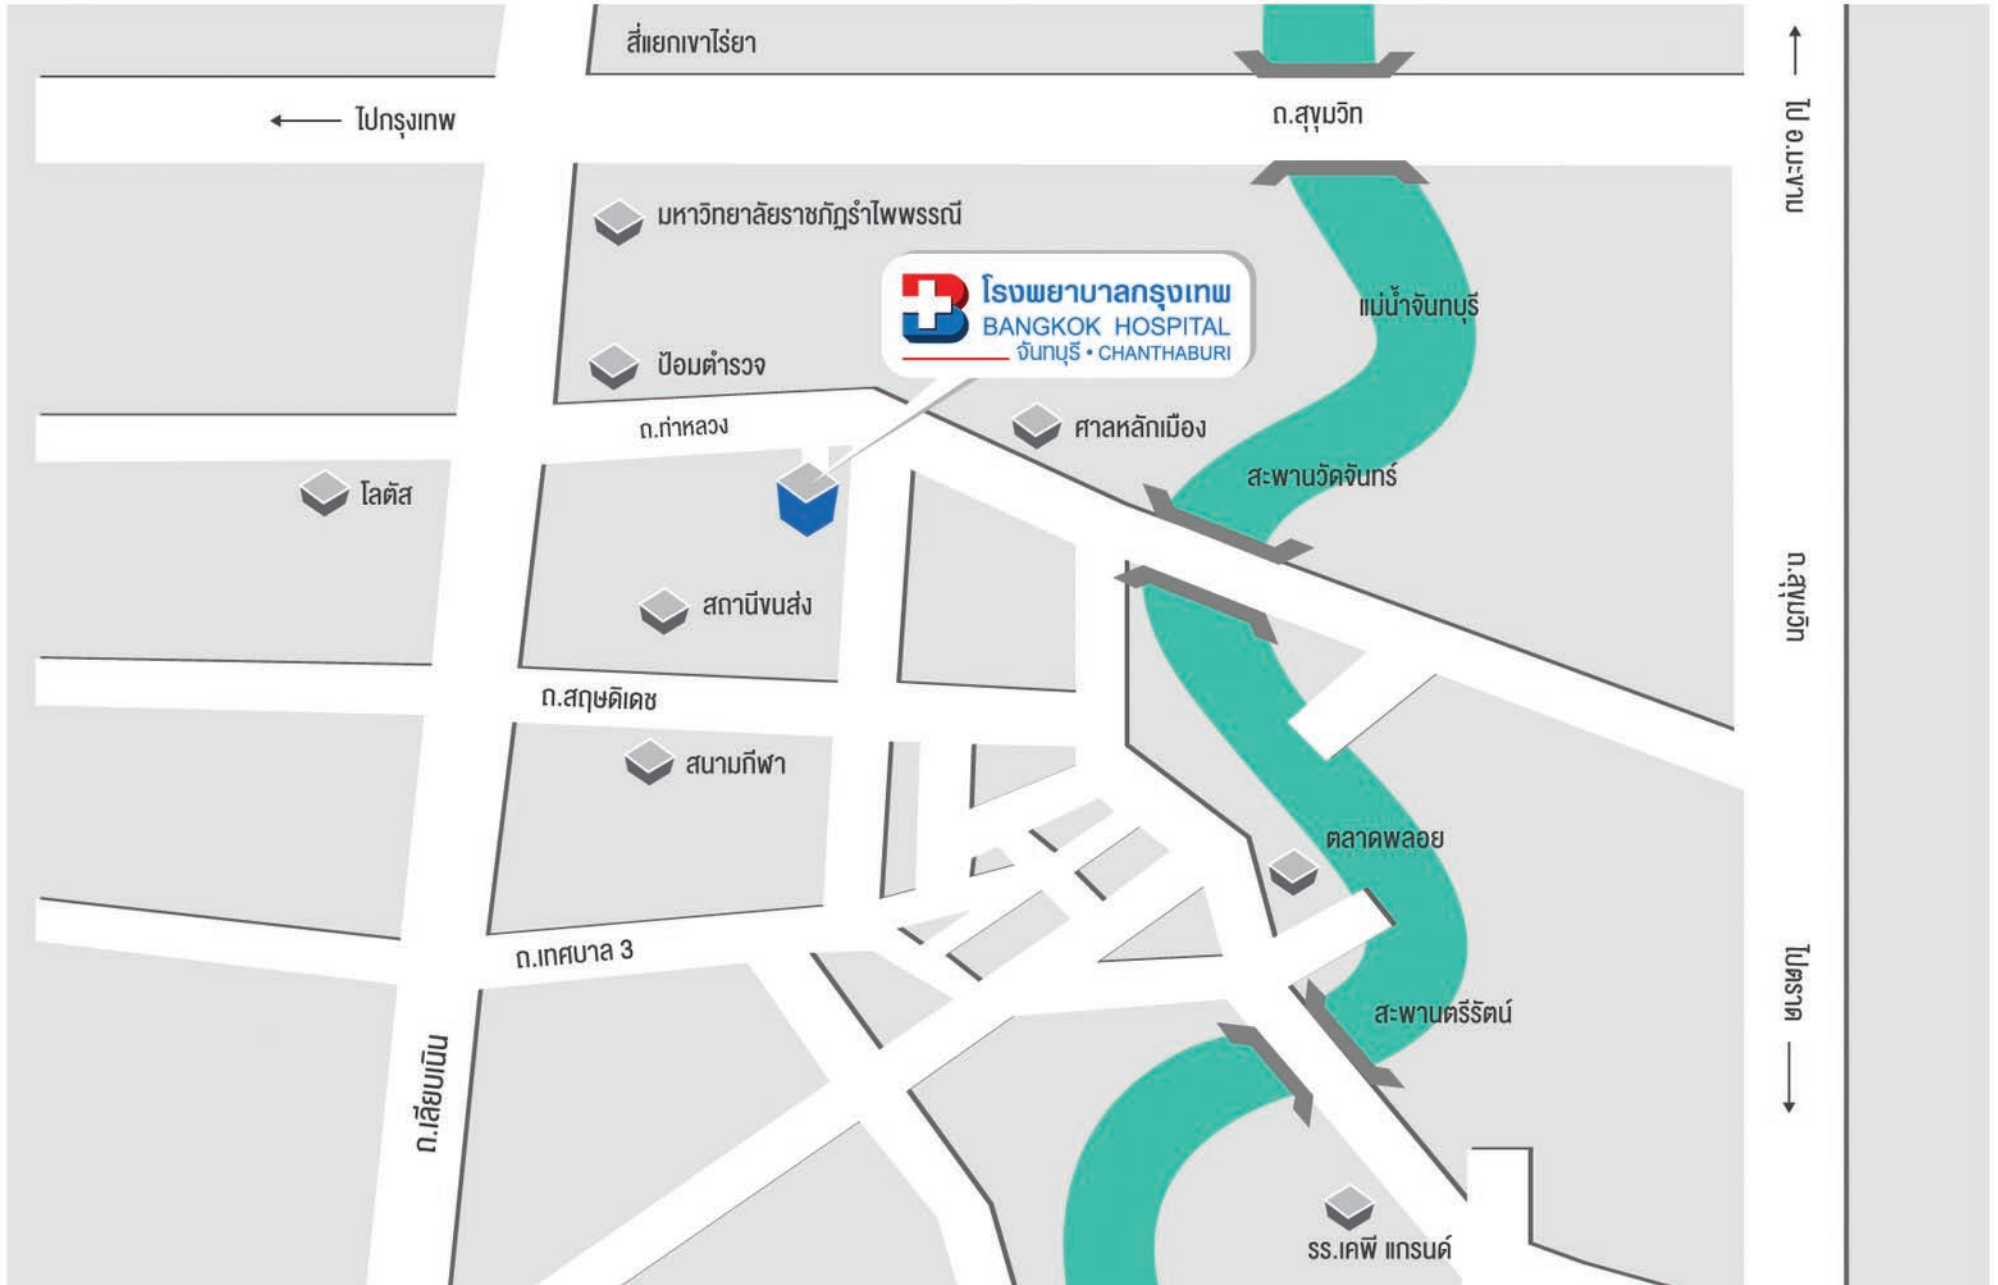 สี่แยกเขาไร่ยา
ไปกรุงเทพ
ถ.สุขุมวิท
ไป อ.มะขาม
มหาวิทยาลัยราชภัฏรำไพพรรณี
โรงพยาบาลกรุงเทพ
BANGKOK HOSPITAL
จันทบุรี • CHANTHABURI
แม่น้ำจันทบุรี
ป้อมตำรวจ
ถ.ท่าหลวง
ศาลหลักเมือง
สะพานวัดจันทร์
โลตัส
สถานีขนส่ง
ถ.สุขุมวิท
ถ.สฤษดิเดช
สนามกีฬา
ตลาดพลอย
ถ.เทศบาล 3
ไปตราด
สะพานตรีรัตน์
ถ.เลียบเนิน
รร.เคพี แกรนด์